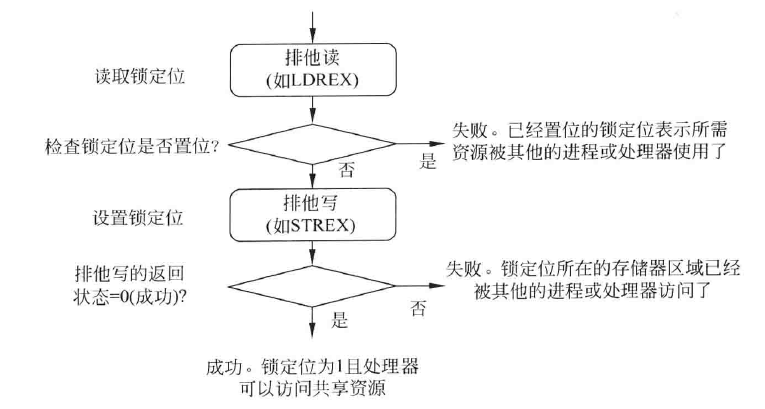 排他读
(如LDREX)
读取锁定位
检查锁定位是否置位?
失败。已经置位的锁定位表示所需
资源被其他的进程或处理器使用了
是
否
排他写
(如STREX)
设置锁定位
排他写的返回
状态=0(成功)?
失败。锁定位所在的存储器区域已经
被其他的进程或处理器访问了
否
是
成功。锁定位为1且处理器
可以访问共享资源